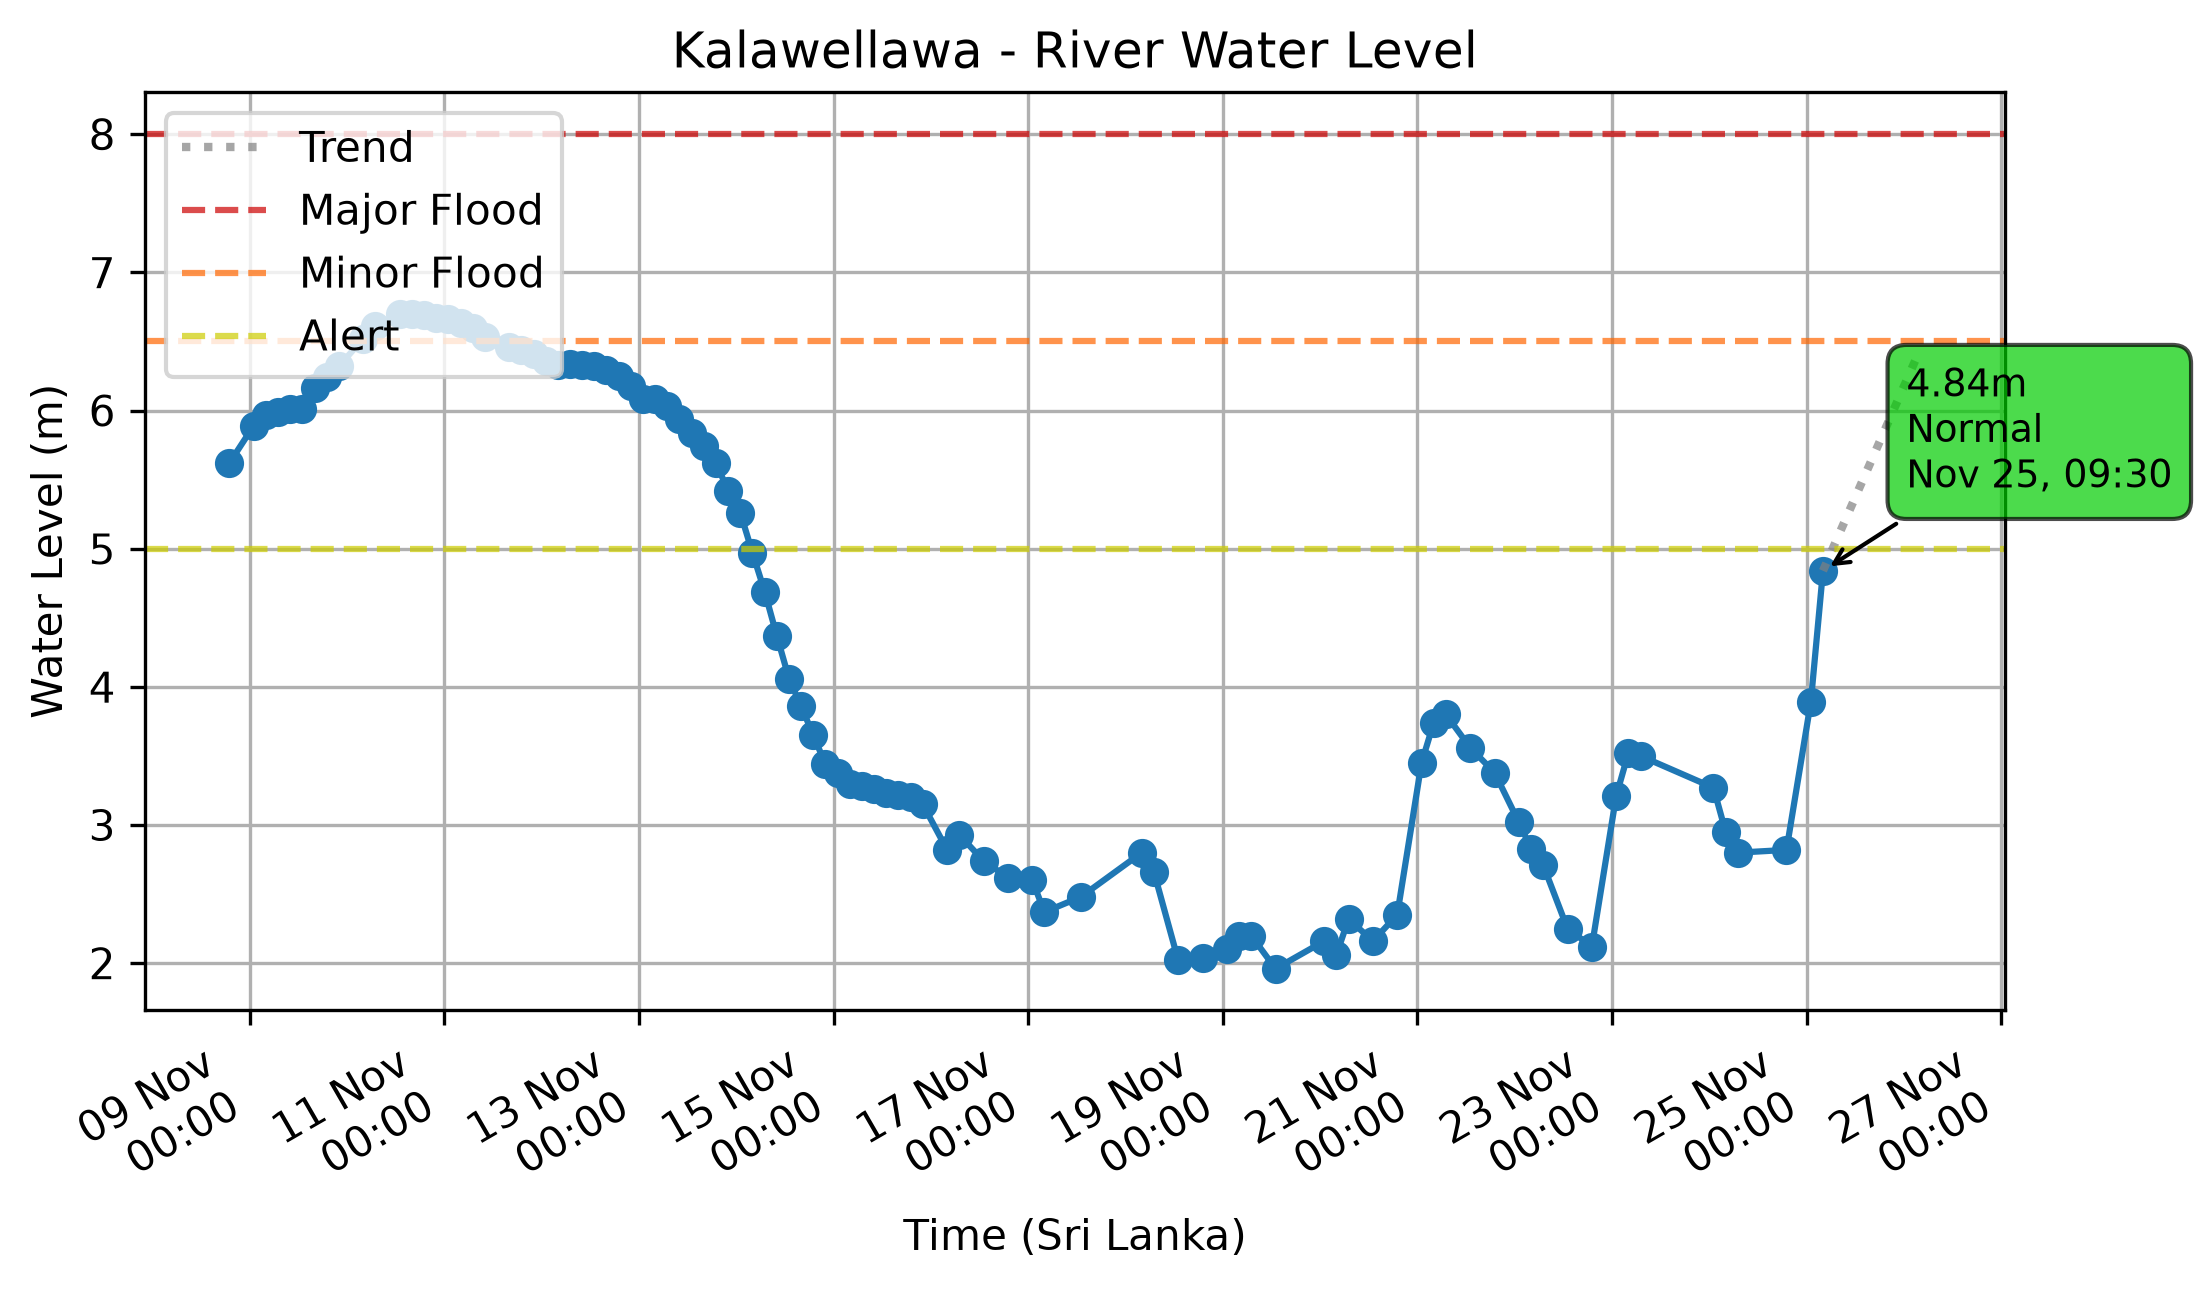 Kalawellawa - River Water Level
Trend
Major Flood
Minor Flood
Alert
8
7
6
5
4
3
2
Water Level (m)
4.84m
Normal
Nov 25, 09:30
09 Nov
00:00
11 Nov
00:00
13 Nov
00:00
15 Nov
00:00
17 Nov
00:00
19 Nov
00:00
21 Nov
00:00
23 Nov
00:00
25 Nov
00:00
27 Nov
00:00
Time (Sri Lanka)